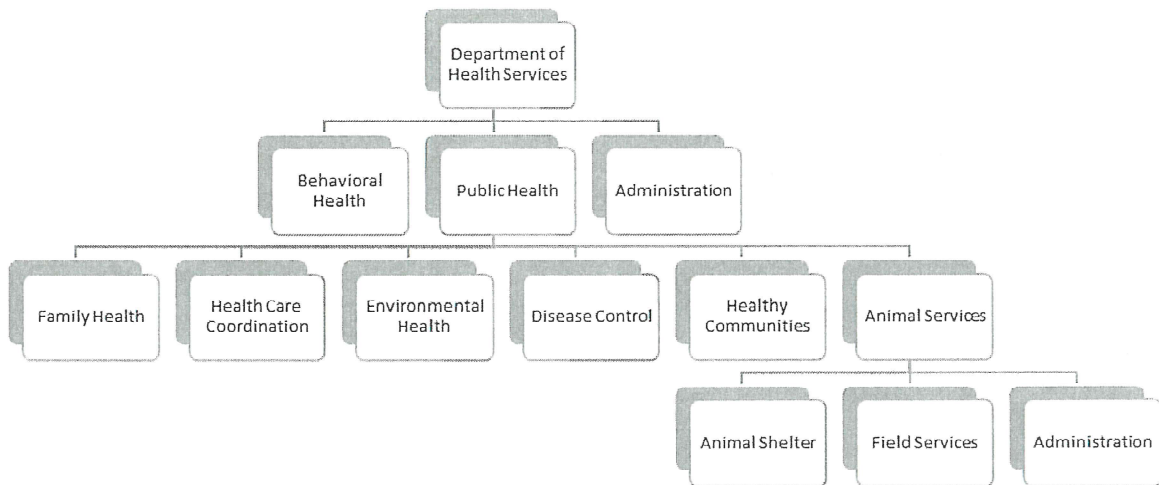 Department of
Health Services
Behavioral
Health
Public Health
Administration
Family Health
Health Care
Coordination
Environmental
Health
Disease Control
Healthy
Communities
Animal Services
Animal Shelter
Field Services
Administration